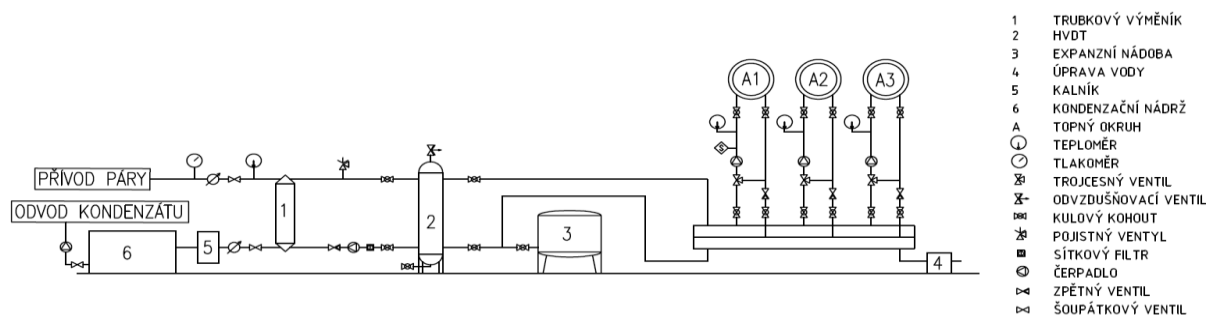 A1 A2 A3
PŘÍVOD PÁRY
ODVOD KONDENZÁTU
S
1
2
3
4
5
6
1 TRUBKOVÝ VÝMĚNÍK
2 HVDT
3 EXPANZNÍ NÁDOBA
4 ÚPRAVA VODY
5 KALNÍK
6 KONDENZAČNÍ NÁDRŽ
A TOPNÝ OKRUH
TEPLOMĚR
TLAKOMĚR
TROJCESNÝ VENTIL
ODVZDUŠŇOVACÍ VENTIL
KULOVÝ KOHOUT
POJISTNÝ VENTYL
SÍTKOVÝ FILTR
ČERPADLO
ZPĚTNÝ VENTIL
ŠOUPÁTKOVÝ VENTIL